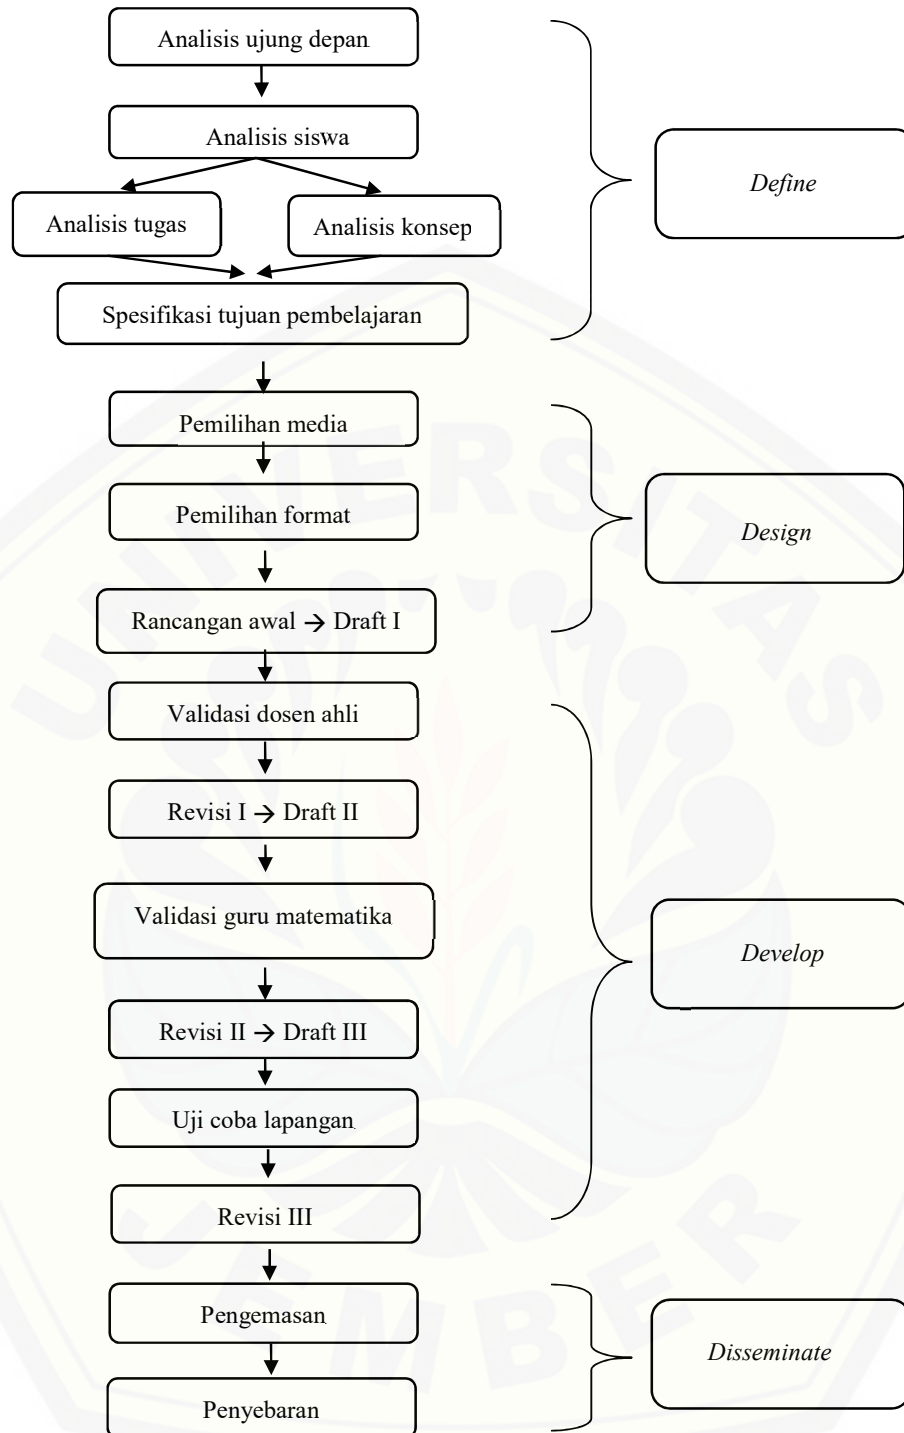 Analisis ujung depan
Analisis siswa
Define
Analisis tugas
Analisis konsep
Spesifikasi tujuan pembelajaran
Pemilihan media
Pemilihan format
Design
Rancangan awal → Draft I
Validasi dosen ahli
Revisi I → Draft II
Validasi guru matematika
Develop
Revisi II → Draft III
Uji coba lapangan
Revisi III
Pengemasan
Disseminate
Penyebaran
UNIVERSITAS
JEMBER